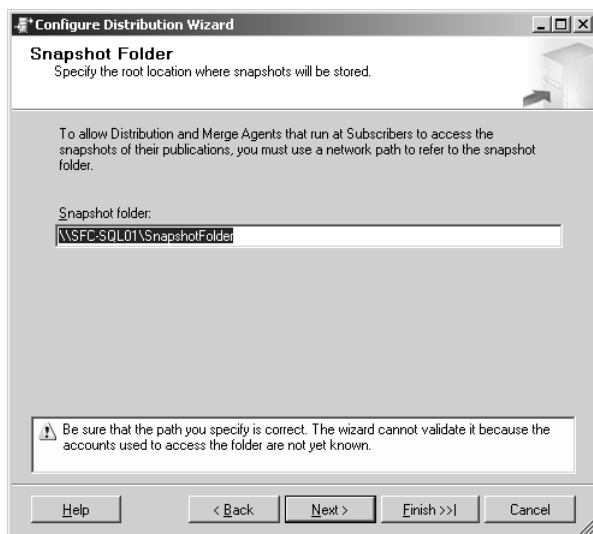 Configure Distribution Wizard
Snapshot Folder
Specify the root location where snapshots will be stored.
To allow Distribution and Merge Agents that run at Subscribers to access the
snapshots of their publications, you must use a network path to refer to the snapshot
folder.
Snapshot folder:
\\SFC-SQL01\SnapshotFolder
Be sure that the path you specify is correct. The wizard cannot validate it because the
accounts used to access the folder are not yet known.
Help < Back Next > Finish >>| Cancel